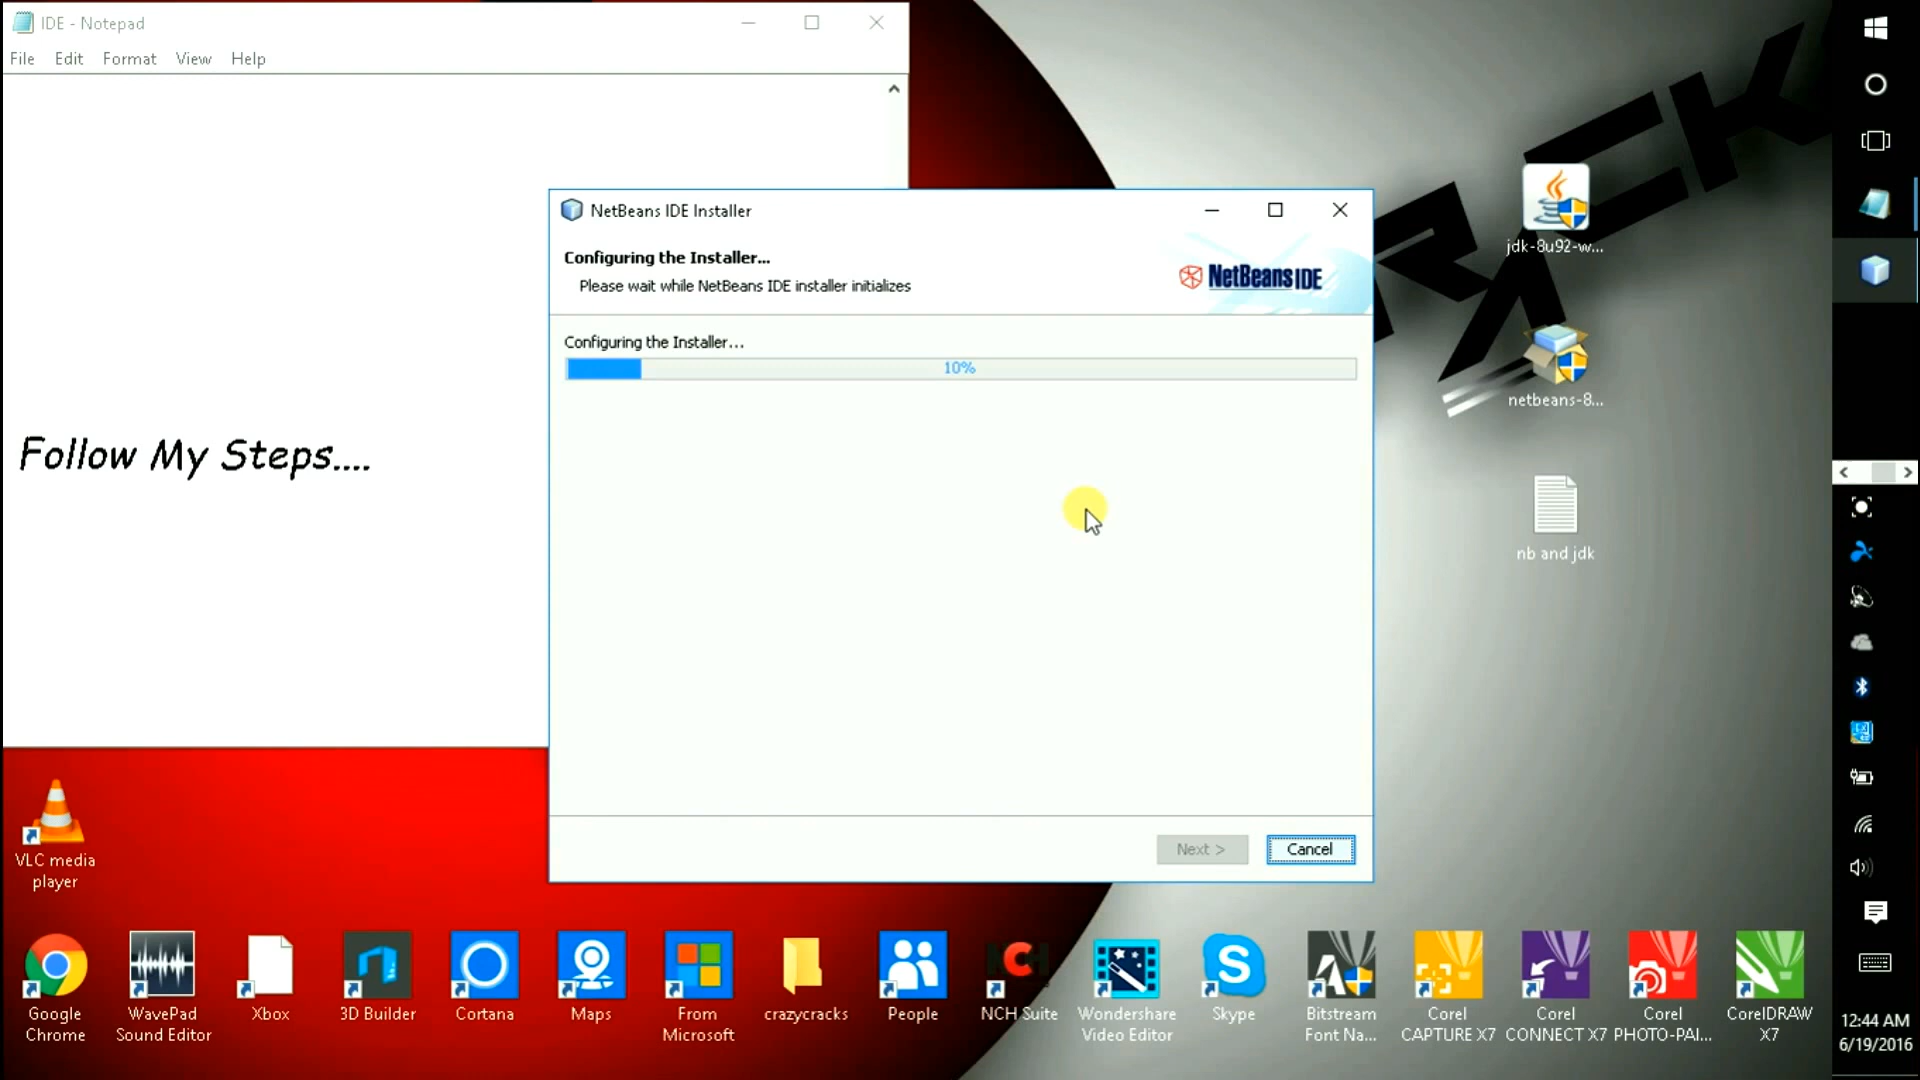 IDE - Notepad
File Edit Format View Help
Follow My Steps....
NetBeans IDE Installer
Configuring the Installer...
Please wait while NetBeans IDE installer initializes
NetBeans IDE
Configuring the Installer...
10%
Next >
Cancel
jdk-8u92-w...
netbeans-8...
nb and jdk
VLC media
player
Google
Chrome
WavePad
Sound Editor
Xbox
3D Builder
Cortana
Maps
From
Microsoft
crazycracks
People
NCH
NCH Suite
Wondershare
Video Editor
Skype
Bitstream
Font Na...
Corel
CAPTURE X7
Corel
CONNECT X7
Corel
PHOTO-PAI...
CorelDRAW
X7
12:44 AM
6/19/2016